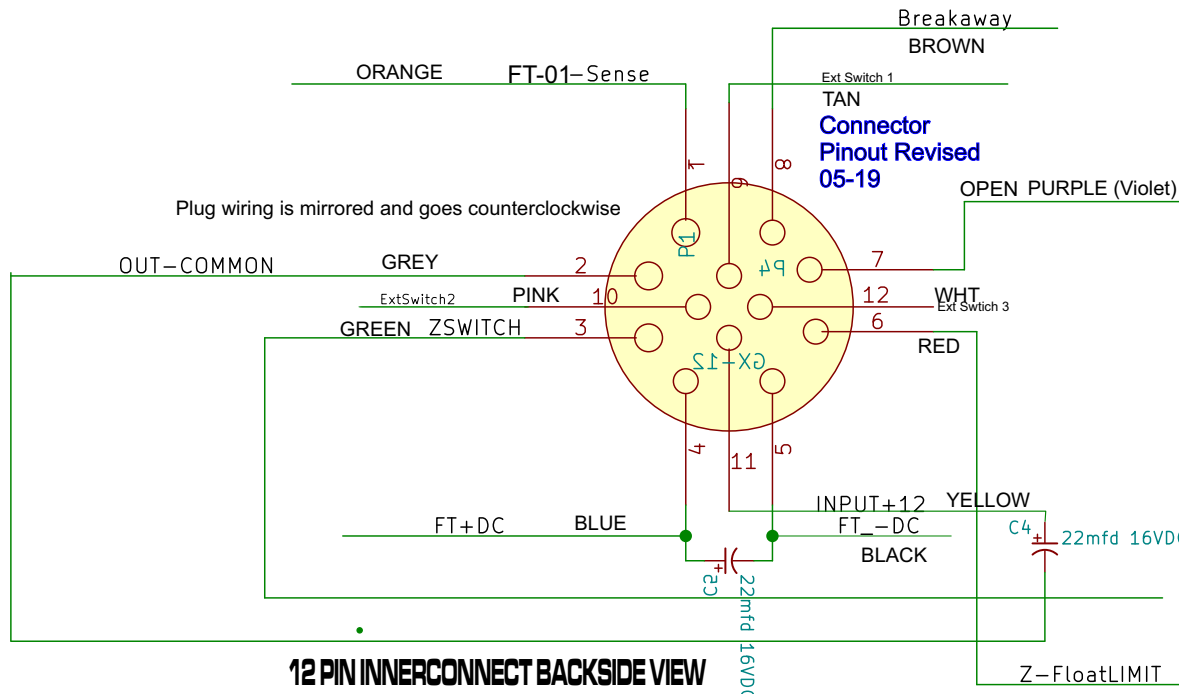 Breakaway
BROWN
ORANGE FT-01-Sense
Ext Switch 1
TAN
Connector
Pinout Revised
05-19
1
9
8
OPEN PURPLE (Violet)
Plug wiring is mirrored and goes counterclockwise
P1
P4
OUT-COMMON GREY 2
7
ExtSwitch2 PINK 10
12 WHT
Ext Swtich 3
GREEN ZSWITCH 3
6
RED
GX-12
4
11
5
INPUT+12 YELLOW
FT+DC BLUE
FT_-DC
BLACK
C4
+
22mfd 16VDC
+
C5
22mfd 16VDC
12 PIN INNERCONNECT BACKSIDE VIEW
Z-FloatLIMIT